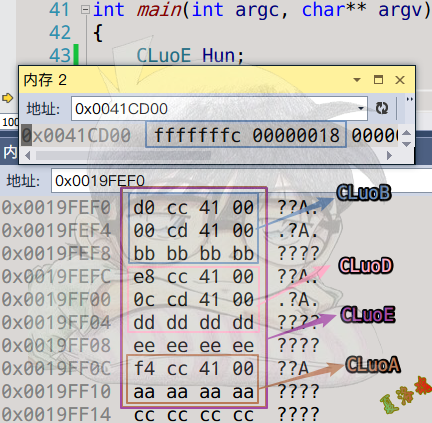 41 int main(int argc, char** argv)
42 {
43 CLuoE Hun;
内存 2
地址: 0x0041CD00
100
0x0041CD00 fffffffc 00000018 00000
内
地址: 0x0019FEF0
0x0019FEF0 d0 cc 41 00 ??A.
0x0019FEF4 00 cd 41 00 .?A.
0x0019FEF8 bb bb bb bb ????
0x0019FEFC e8 cc 41 00 ??A.
0x0019FF00 0c cd 41 00 .?A.
0x0019FF04 dd dd dd dd ????
0x0019FF08 ee ee ee ee ????
0x0019FF0C f4 cc 41 00 ??A
0x0019FF10 aa aa aa aa ????
0x0019FF14 cc cc cc cc ????
CLuoB
CLuoD
CLuoE
CLuoA